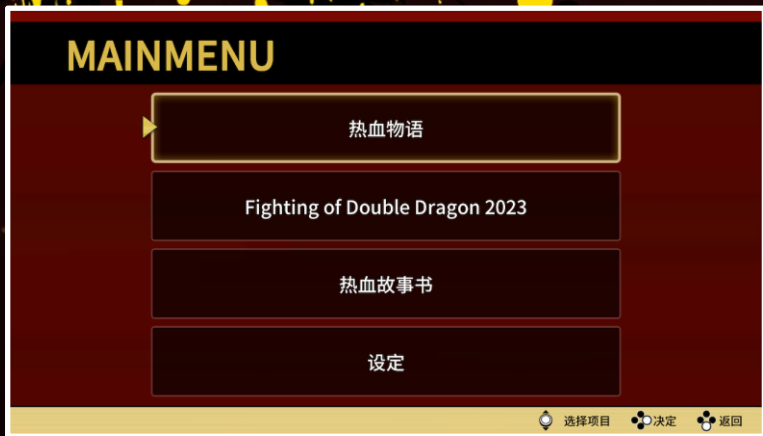 MAINMENU
热血物语
Fighting of Double Dragon 2023
热血故事书
设定
选择项目 决定 返回